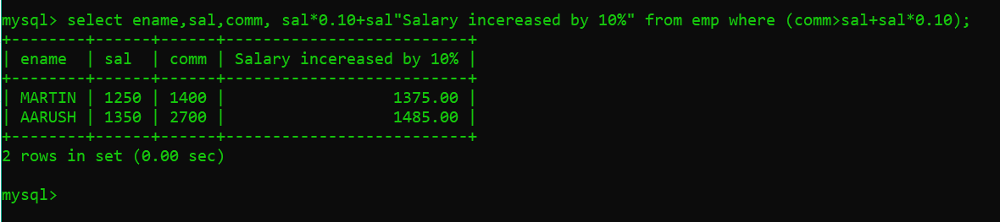 mysql> select ename,sal,comm, sal*0.10+sal"Salary incereased by 10%" from emp where (comm>sal+sal*0.10);
+--------+------+------+--------------------------+
| ename  | sal  | comm | Salary incereased by 10% |
+--------+------+------+--------------------------+
| MARTIN | 1250 | 1400 |                  1375.00 |
| AARUSH | 1350 | 2700 |                  1485.00 |
+--------+------+------+--------------------------+
2 rows in set (0.00 sec)
mysql>